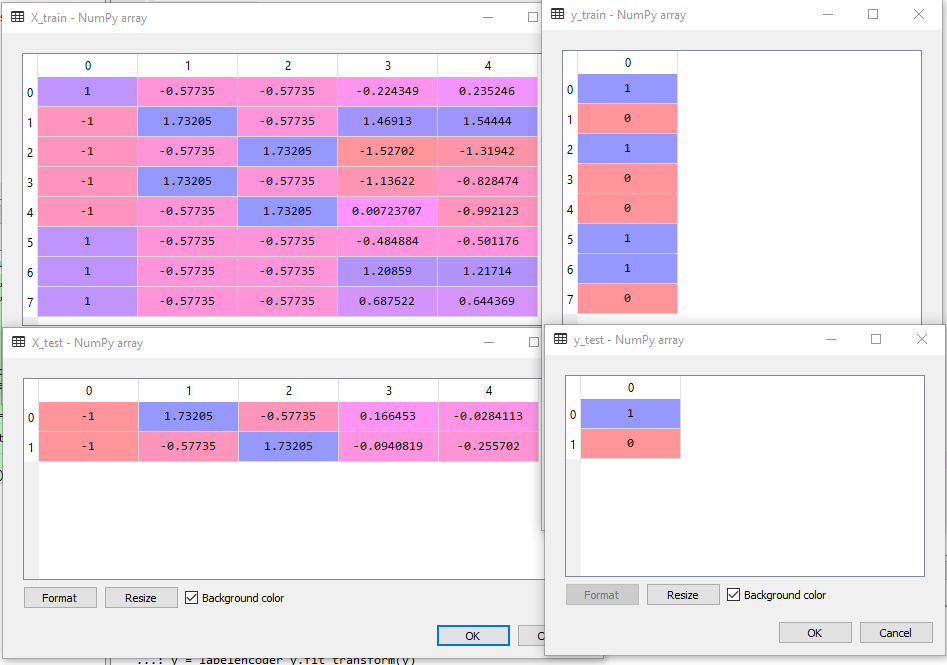 X_train - NumPy array
0 1 2 3 4
0 1 -0.57735 -0.57735 -0.224349 0.235246
1 -1 1.73205 -0.57735 1.46913 1.54444
2 -1 -0.57735 1.73205 -1.52702 -1.31942
3 -1 1.73205 -0.57735 -1.13622 -0.828474
4 -1 -0.57735 1.73205 0.00723707 -0.992123
5 1 -0.57735 -0.57735 -0.484884 -0.501176
6 1 -0.57735 -0.57735 1.20859 1.21714
7 1 -0.57735 -0.57735 0.687522 0.644369
y_train - NumPy array
0
0 1
1 0
2 1
3 0
4 0
5 1
6 1
7 0
X_test - NumPy array
0 1 2 3 4
0 -1 1.73205 -0.57735 0.166453 -0.0284113
1 -1 -0.57735 1.73205 -0.0940819 -0.255702
Format Resize Background color
OK C
y_test - NumPy array
0
0 1
1 0
Format Resize Background color
OK Cancel
...: y = labelencoder_y.fit_transform(y)